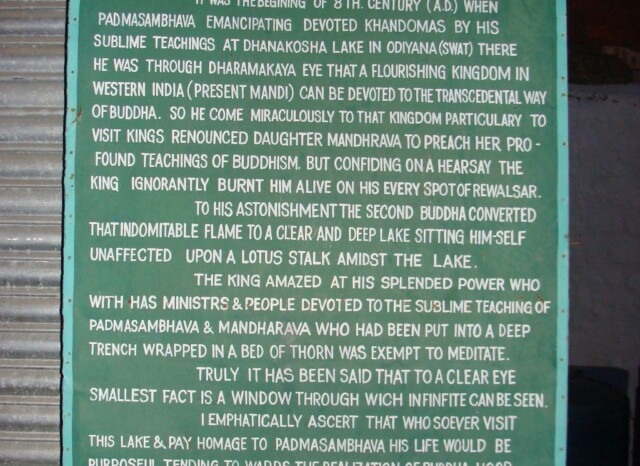 IT WAS THE BEGINING OF 8TH. CENTURY (A.D.) WHEN
PADMASAMBHAVA EMANCIPATING DEVOTED KHANDOMAS BY HIS
SUBLIME TEACHINGS AT DHANAKOSHA LAKE IN ODIYANA (SWAT) THERE
HE WAS THROUGH DHARAMAKAYA EYE THAT A FLOURISHING KINGDOM IN
WESTERN INDIA (PRESENT MANDI) CAN BE DEVOTED TO THE TRANSCEDENTAL WAY
OF BUDDHA. SO HE COME MIRACULOUSLY TO THAT KINGDOM PARTICULARY TO
VISIT KINGS RENOUNCED DAUGHTER MANDHRAVA TO PREACH HER PRO-
FOUND TEACHINGS OF BUDDHISM. BUT CONFIDING ON A HEARSAY THE
KING IGNORANTLY BURNT HIM ALIVE ON HIS EVERY SPOT OF REWALSAR.
TO HIS ASTONISHMENT THE SECOND BUDDHA CONVERTED
THAT INDOMITABLE FLAME TO A CLEAR AND DEEP LAKE SITTING HIM-SELF
UNAFFECTED UPON A LOTUS STALK AMIDST THE LAKE.
THE KING AMAZED AT HIS SPLENDED POWER WHO
WITH HAS MINISTRS & PEOPLE DEVOTED TO THE SUBLIME TEACHING OF
PADMASAMBHAVA & MANDHARAVA WHO HAD BEEN PUT INTO A DEEP
TRENCH WRAPPED IN A BED OF THORN WAS EXEMPT TO MEDITATE.
TRULY IT HAS BEEN SAID THAT TO A CLEAR EYE
SMALLEST FACT IS A WINDOW THROUGH WICH INFINFITE CAN BE SEEN.
I EMPHATICALLY ASCERT THAT WHO SOEVER VISIT
THIS LAKE & PAY HOMAGE TO PADMASAMBHAVA HIS LIFE WOULD BE
PURPOSEFUL TENDING TO WARDS THE REALIZATION OF BUDDHA HOOD